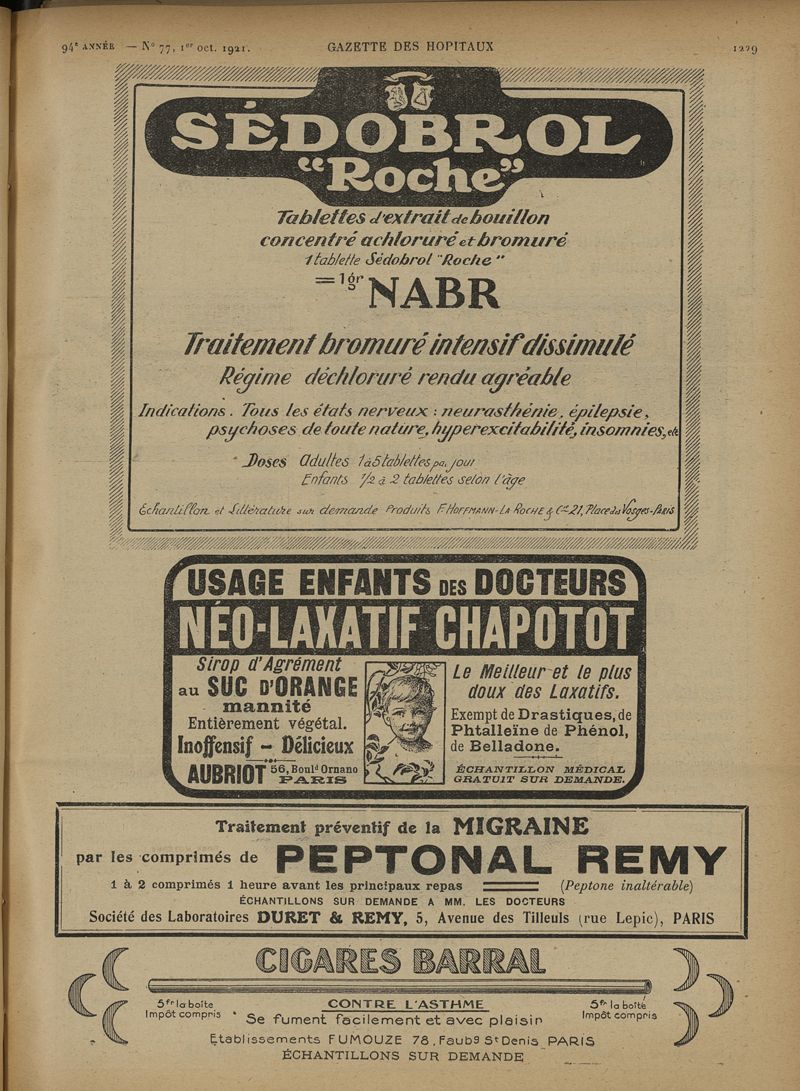 94e ANNÉE — No 77, 1er oct. 1921.
GAZETTE DES HOPITAUX
1229
SÉDOBROL
"Roche"
Tablettes d'extrait de bouillon
concentré achloruré et bromuré
1 tablette Sédobrol "Roche"
= 1gr NABR
Traitement bromuré intensif dissimulé
Régime déchloruré rendu agréable
Indications. Tous les états nerveux : neurasthénie, épilepsie,
psychoses de toute nature, hyperexcitabilité, insomnies, etc
Doses Adultes 1 à 5 tablettes par jour
Enfants 1/2 à 2 tablettes selon l'âge
Échantillon et Littérature sur demande Produits F. HOFFMANN-LA ROCHE & Cie 21, Place des Vosges-PARIS
USAGE ENFANTS DES DOCTEURS
NÉO-LAXATIF CHAPOTOT
Sirop d'Agrément
au SUC D'ORANGE
mannité
Entièrement végétal.
Inoffensif - Délicieux
AUBRIOT 56, Bould Ornano
PARIS
Le Meilleur et le plus
doux des Laxatifs.
Exempt de Drastiques, de
Phtalleïne de Phénol,
de Belladone.
ÉCHANTILLON MÉDICAL
GRATUIT SUR DEMANDE.
Traitement préventif de la MIGRAINE
par les comprimés de PEPTONAL REMY
1 à 2 comprimés 1 heure avant les principaux repas (Peptone inaltérable)
ÉCHANTILLONS SUR DEMANDE A MM. LES DOCTEURS
Société des Laboratoires DURET & REMY, 5, Avenue des Tilleuls (rue Lepic), PARIS
CIGARES BARRAL
5fr la boîte
Impôt compris
CONTRE L'ASTHME
5fr la boîte
Impôt compris
Se fument facilement et avec plaisir
Etablissements FUMOUZE 78, Faubg St Denis PARIS
ÉCHANTILLONS SUR DEMANDE